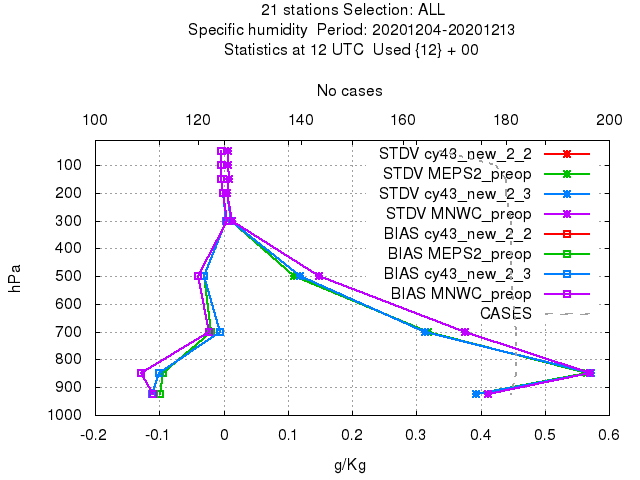 21 stations Selection: ALL
Specific humidity Period: 20201204-20201213
Statistics at 12 UTC Used {12} + 00
No cases
100 120 140 160 180 200
STDV cy43_new_2_2
STDV MEPS2_preop
STDV cy43_new_2_3
STDV MNWC_preop
BIAS cy43_new_2_2
BIAS MEPS2_preop
BIAS cy43_new_2_3
BIAS MNWC_preop
CASES
hPa
100
200
300
400
500
600
700
800
900
1000
-0.2 -0.1 0 0.1 0.2 0.3 0.4 0.5 0.6
g/Kg